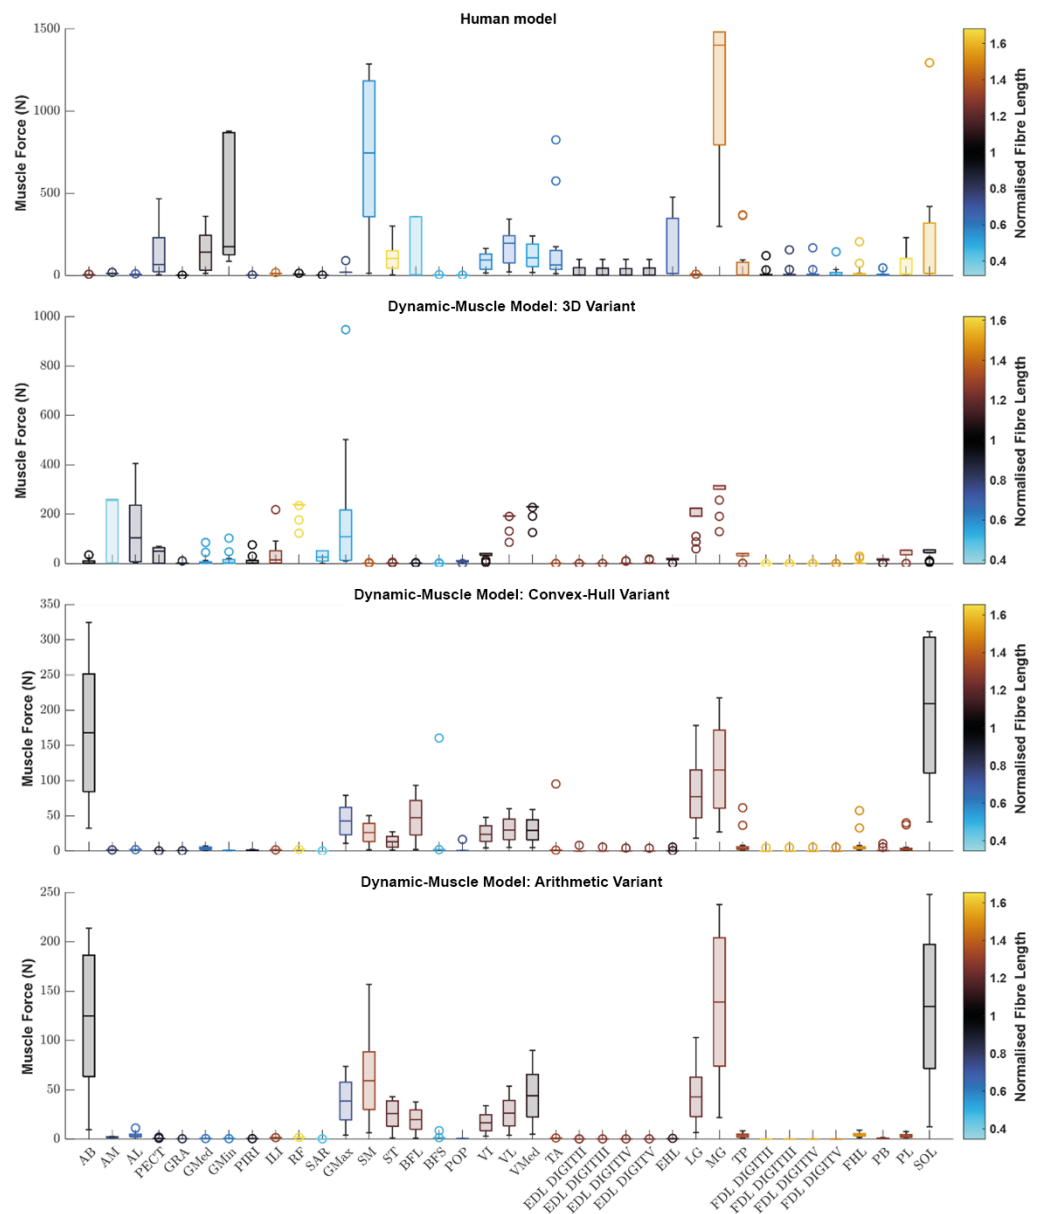 Human model
Muscle Force (N)
1500
1000
500
0
1.6
1.4
1.2
1
0.8
0.6
0.4
Normalised Fibre Length
Dynamic-Muscle Model: 3D Variant
Muscle Force (N)
1000
800
600
400
200
0
1.6
1.4
1.2
1
0.8
0.6
0.4
Normalised Fibre Length
Dynamic-Muscle Model: Convex-Hull Variant
Muscle Force (N)
350
300
250
200
150
100
50
0
1.6
1.4
1.2
1
0.8
0.6
0.4
Normalised Fibre Length
Dynamic-Muscle Model: Arithmetic Variant
Muscle Force (N)
250
200
150
100
50
0
1.6
1.4
1.2
1
0.8
0.6
0.4
Normalised Fibre Length
AB
AM
AL
PECT
GRA
GMed
GMin
PIRI
ILI
RF
SAR
GMax
SM
ST
BFL
BFS
POP
VI
VL
VMed
TA
EDL DIGITII
EDL DIGITIII
EDL DIGITIV
EDL DIGITV
EHL
LG
MG
TP
FDL DIGITII
FDL DIGITIII
FDL DIGITIV
FDL DIGITV
FHL
PB
PL
SOL